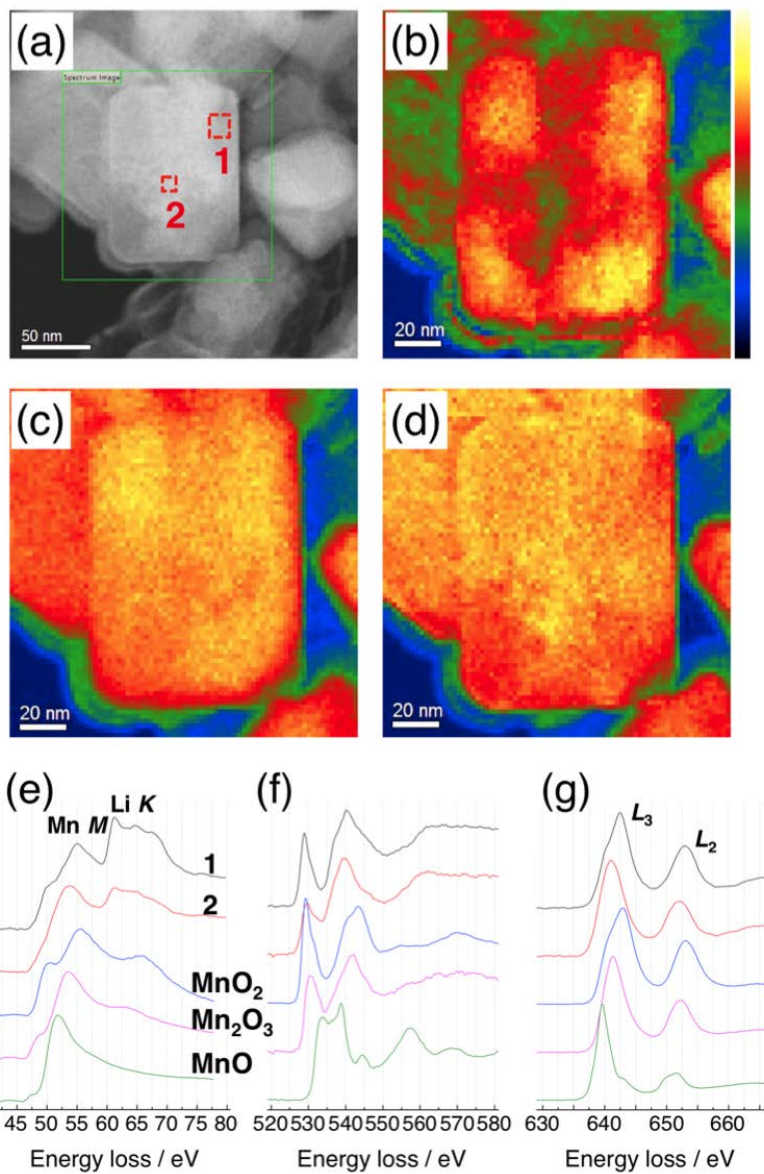 (a)
Spectrum Image
1
2
50 nm
(b)
20 nm
(c)
20 nm
(d)
20 nm
(e)
Mn M
Li K
1
2
MnO₂
Mn₂O₃
MnO
45 50 55 60 65 70 75 80
Energy loss / eV
(f)
520 530 540 550 560 570 580
Energy loss / eV
(g)
L₃
L₂
630 640 650 660
Energy loss / eV